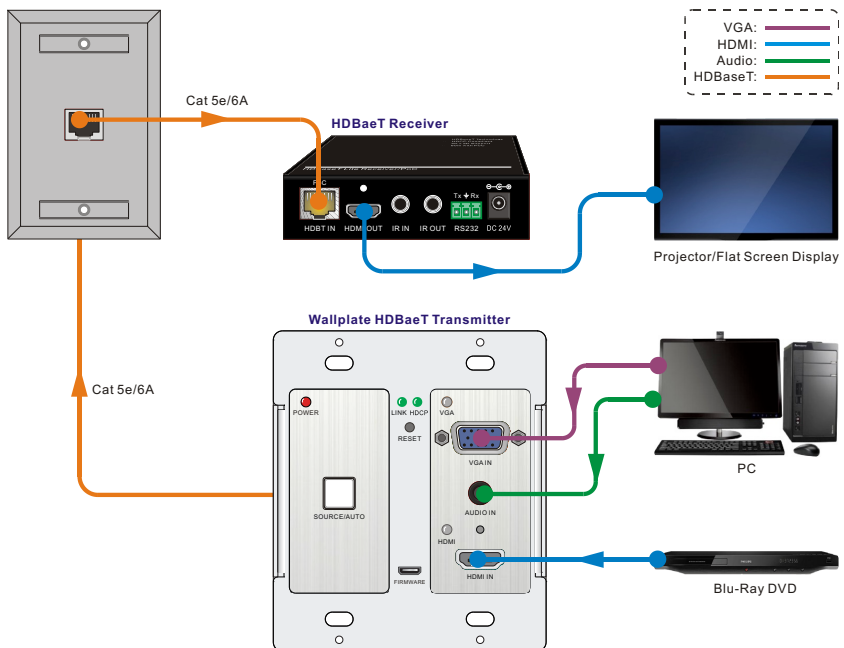 VGA:
HDMI:
Audio:
HDBaseT:
Cat 5e/6A
HDBaeT Receiver
HDBT IN
HDMI OUT
IR IN
IR OUT
Tx Rx
RS232
DC 24V
Projector/Flat Screen Display
Wallplate HDBaeT Transmitter
Cat 5e/6A
POWER
LINK HDCP
RESET
VGA
VGA IN
SOURCE/AUTO
AUDIO IN
HDMI
HDMI IN
FIRMWARE
PC
Blu-Ray DVD